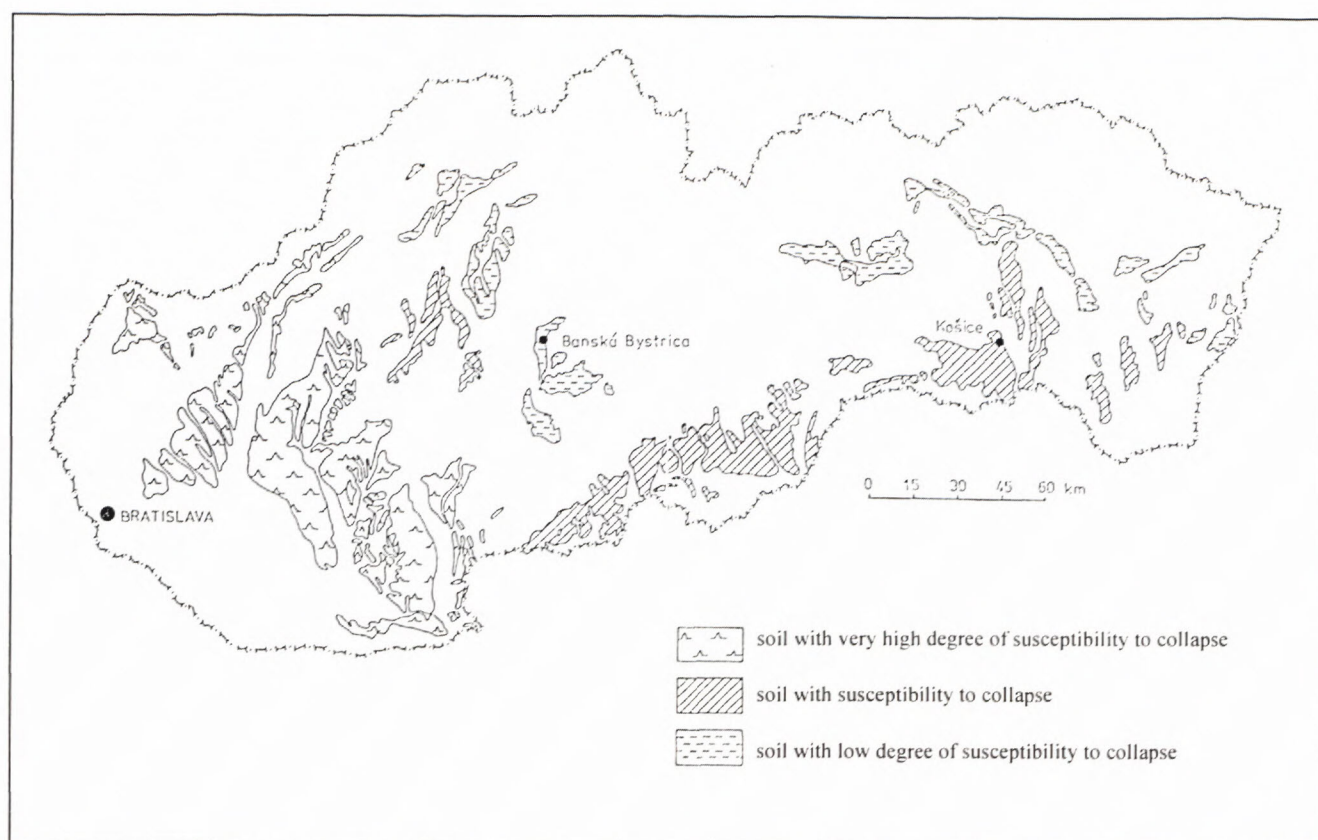 Banská Bystrica
Košice
BRATISLAVA
0 15 30 45 60 km
soil with very high degree of susceptibility to collapse
soil with susceptibility to collapse
soil with low degree of susceptibility to collapse